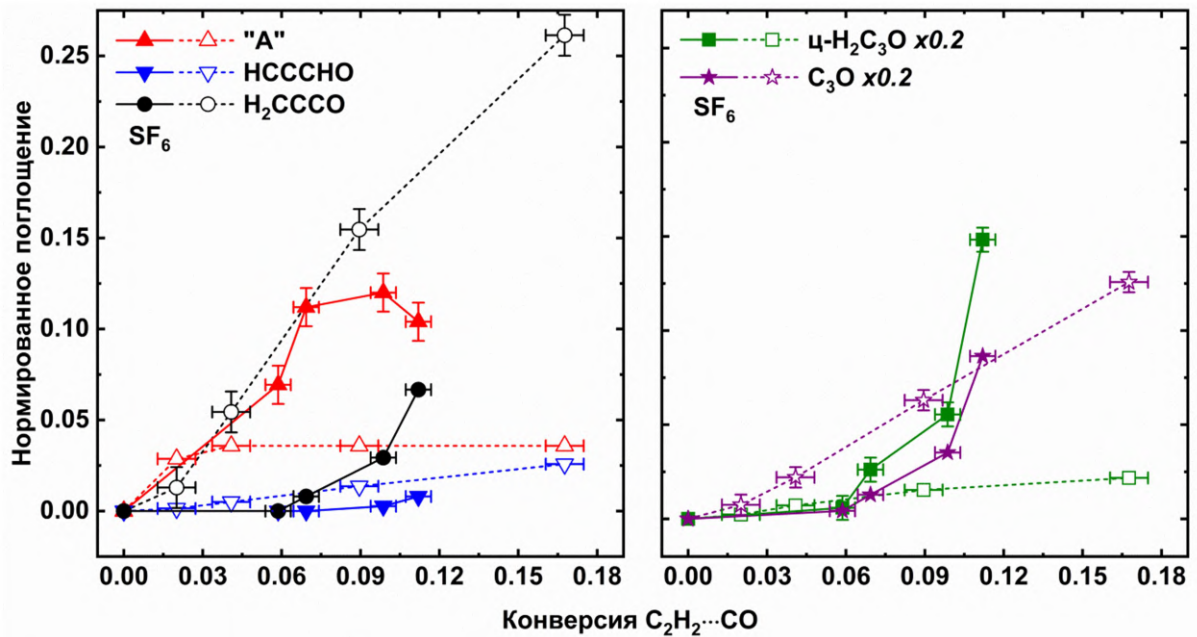 Нормированное поглощение
0.25
0.20
0.15
0.10
0.05
0.00
"A"
HCCCHO
H₂CCCO
SF₆
0.00 0.03 0.06 0.09 0.12 0.15 0.18
ц-H₂C₃O x0.2
C₃O x0.2
SF₆
0.00 0.03 0.06 0.09 0.12 0.15 0.18
Конверсия C₂H₂···CO